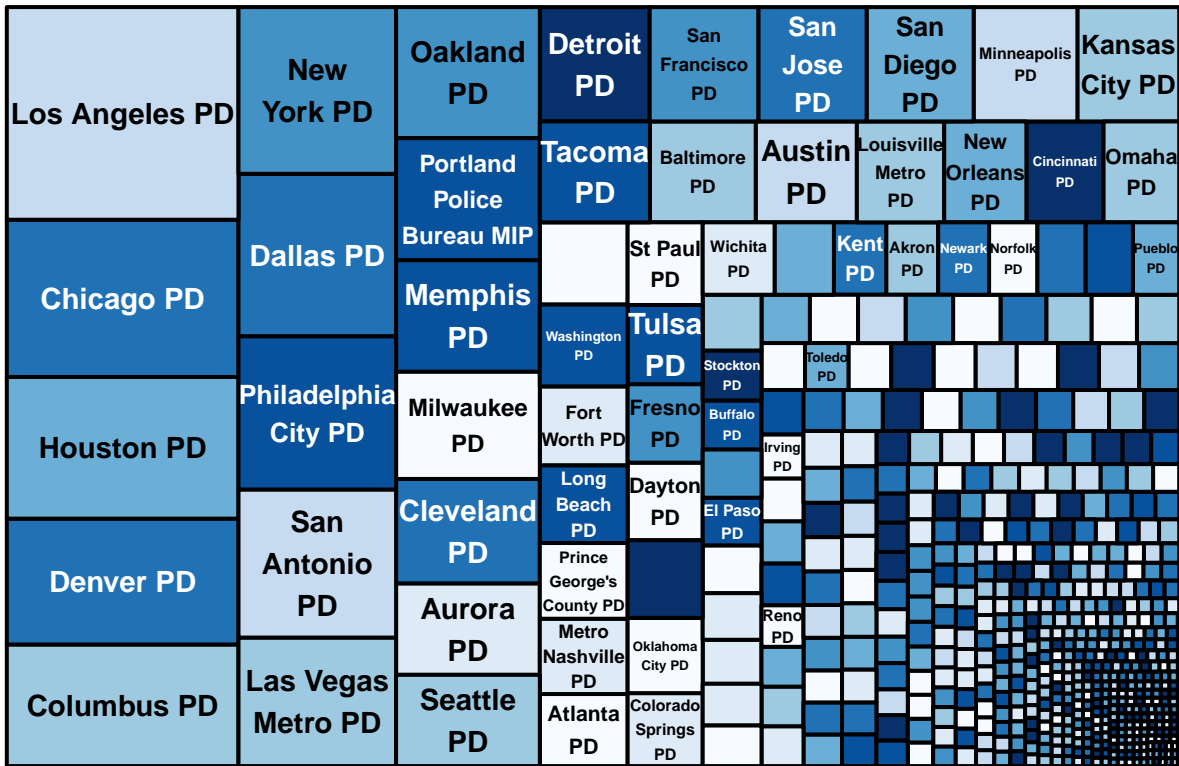 Los Angeles PD
Chicago PD
Houston PD
Denver PD
Columbus PD
New
York PD
Dallas PD
Philadelphia
City PD
San
Antonio
PD
Las Vegas
Metro PD
Oakland
PD
Portland
Police
Bureau MIP
Memphis
PD
Milwaukee
PD
Cleveland
PD
Aurora
PD
Seattle
PD
Detroit
PD
San
Francisco
PD
San
Jose
PD
San
Diego
PD
Minneapolis
PD
Kansas
City PD
Tacoma
PD
Baltimore
PD
Austin
PD
Louisville
Metro
PD
New
Orleans
PD
Cincinnati
PD
Omaha
PD
Washington
PD
Fort
Worth PD
Long
Beach
PD
Prince
George's
County PD
Metro
Nashville
PD
Atlanta
PD
St Paul
PD
Tulsa
PD
Fresno
PD
Dayton
PD
Oklahoma
City PD
Colorado
Springs
PD
Wichita
PD
Kent
PD
Akron
PD
Newark
PD
Norfolk
PD
Pueblo
PD
Stockton
PD
Buffalo
PD
El Paso
PD
Toledo
PD
Irving
PD
Reno
PD